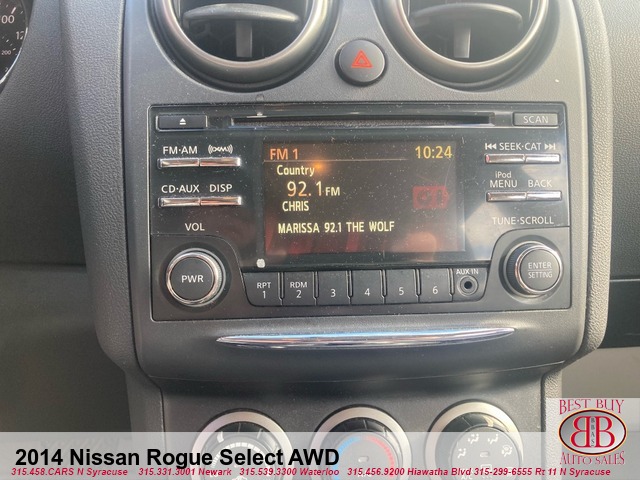 100
12
200
SCAN
FM·AM
SEEK·CAT
CD·AUX DISP
iPod
MENU BACK
VOL
TUNE·SCROLL
FM 1 10:24
Country
92.1 FM
CHRIS
MARISSA 92.1 THE WOLF
PWR
ENTER
SETTING
RPT
1
RDM
2
3
4
5
6
AUX IN
BEST BUY
BB
AUTO SALES
2014 Nissan Rogue Select AWD
315.458.CARS N Syracuse 315.331.3001 Newark 315.539.3300 Waterloo 315.456.9200 Hiawatha Blvd 315-299-6555 Rt 11 N Syracuse